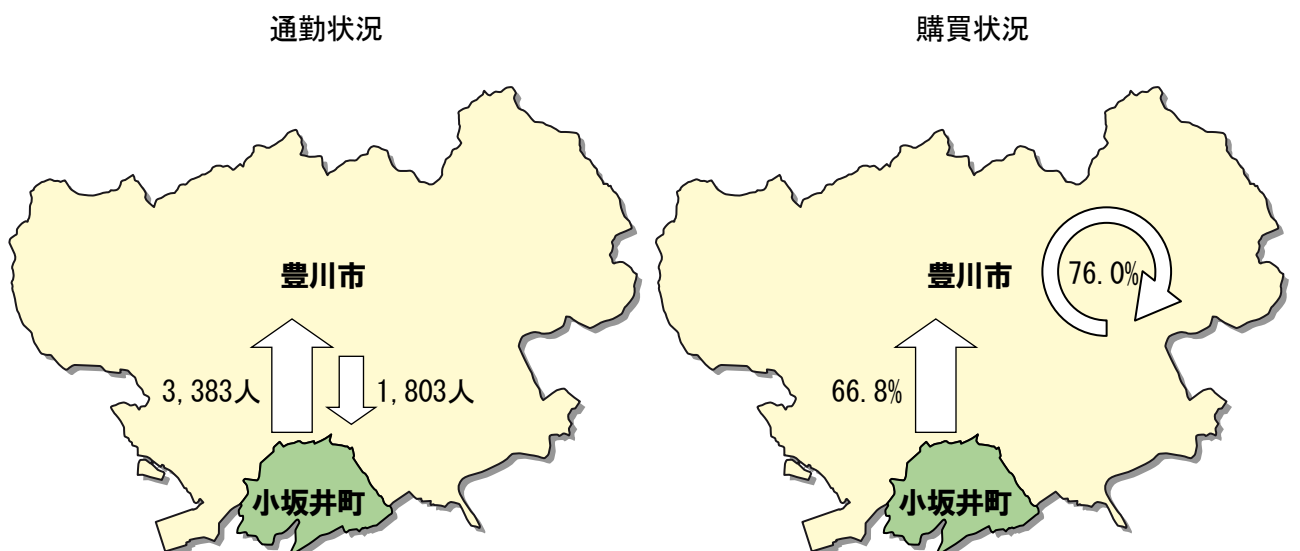 通勤状況
豊川市
3,383人
1,803人
小坂井町
購買状況
豊川市
76.0%
66.8%
小坂井町